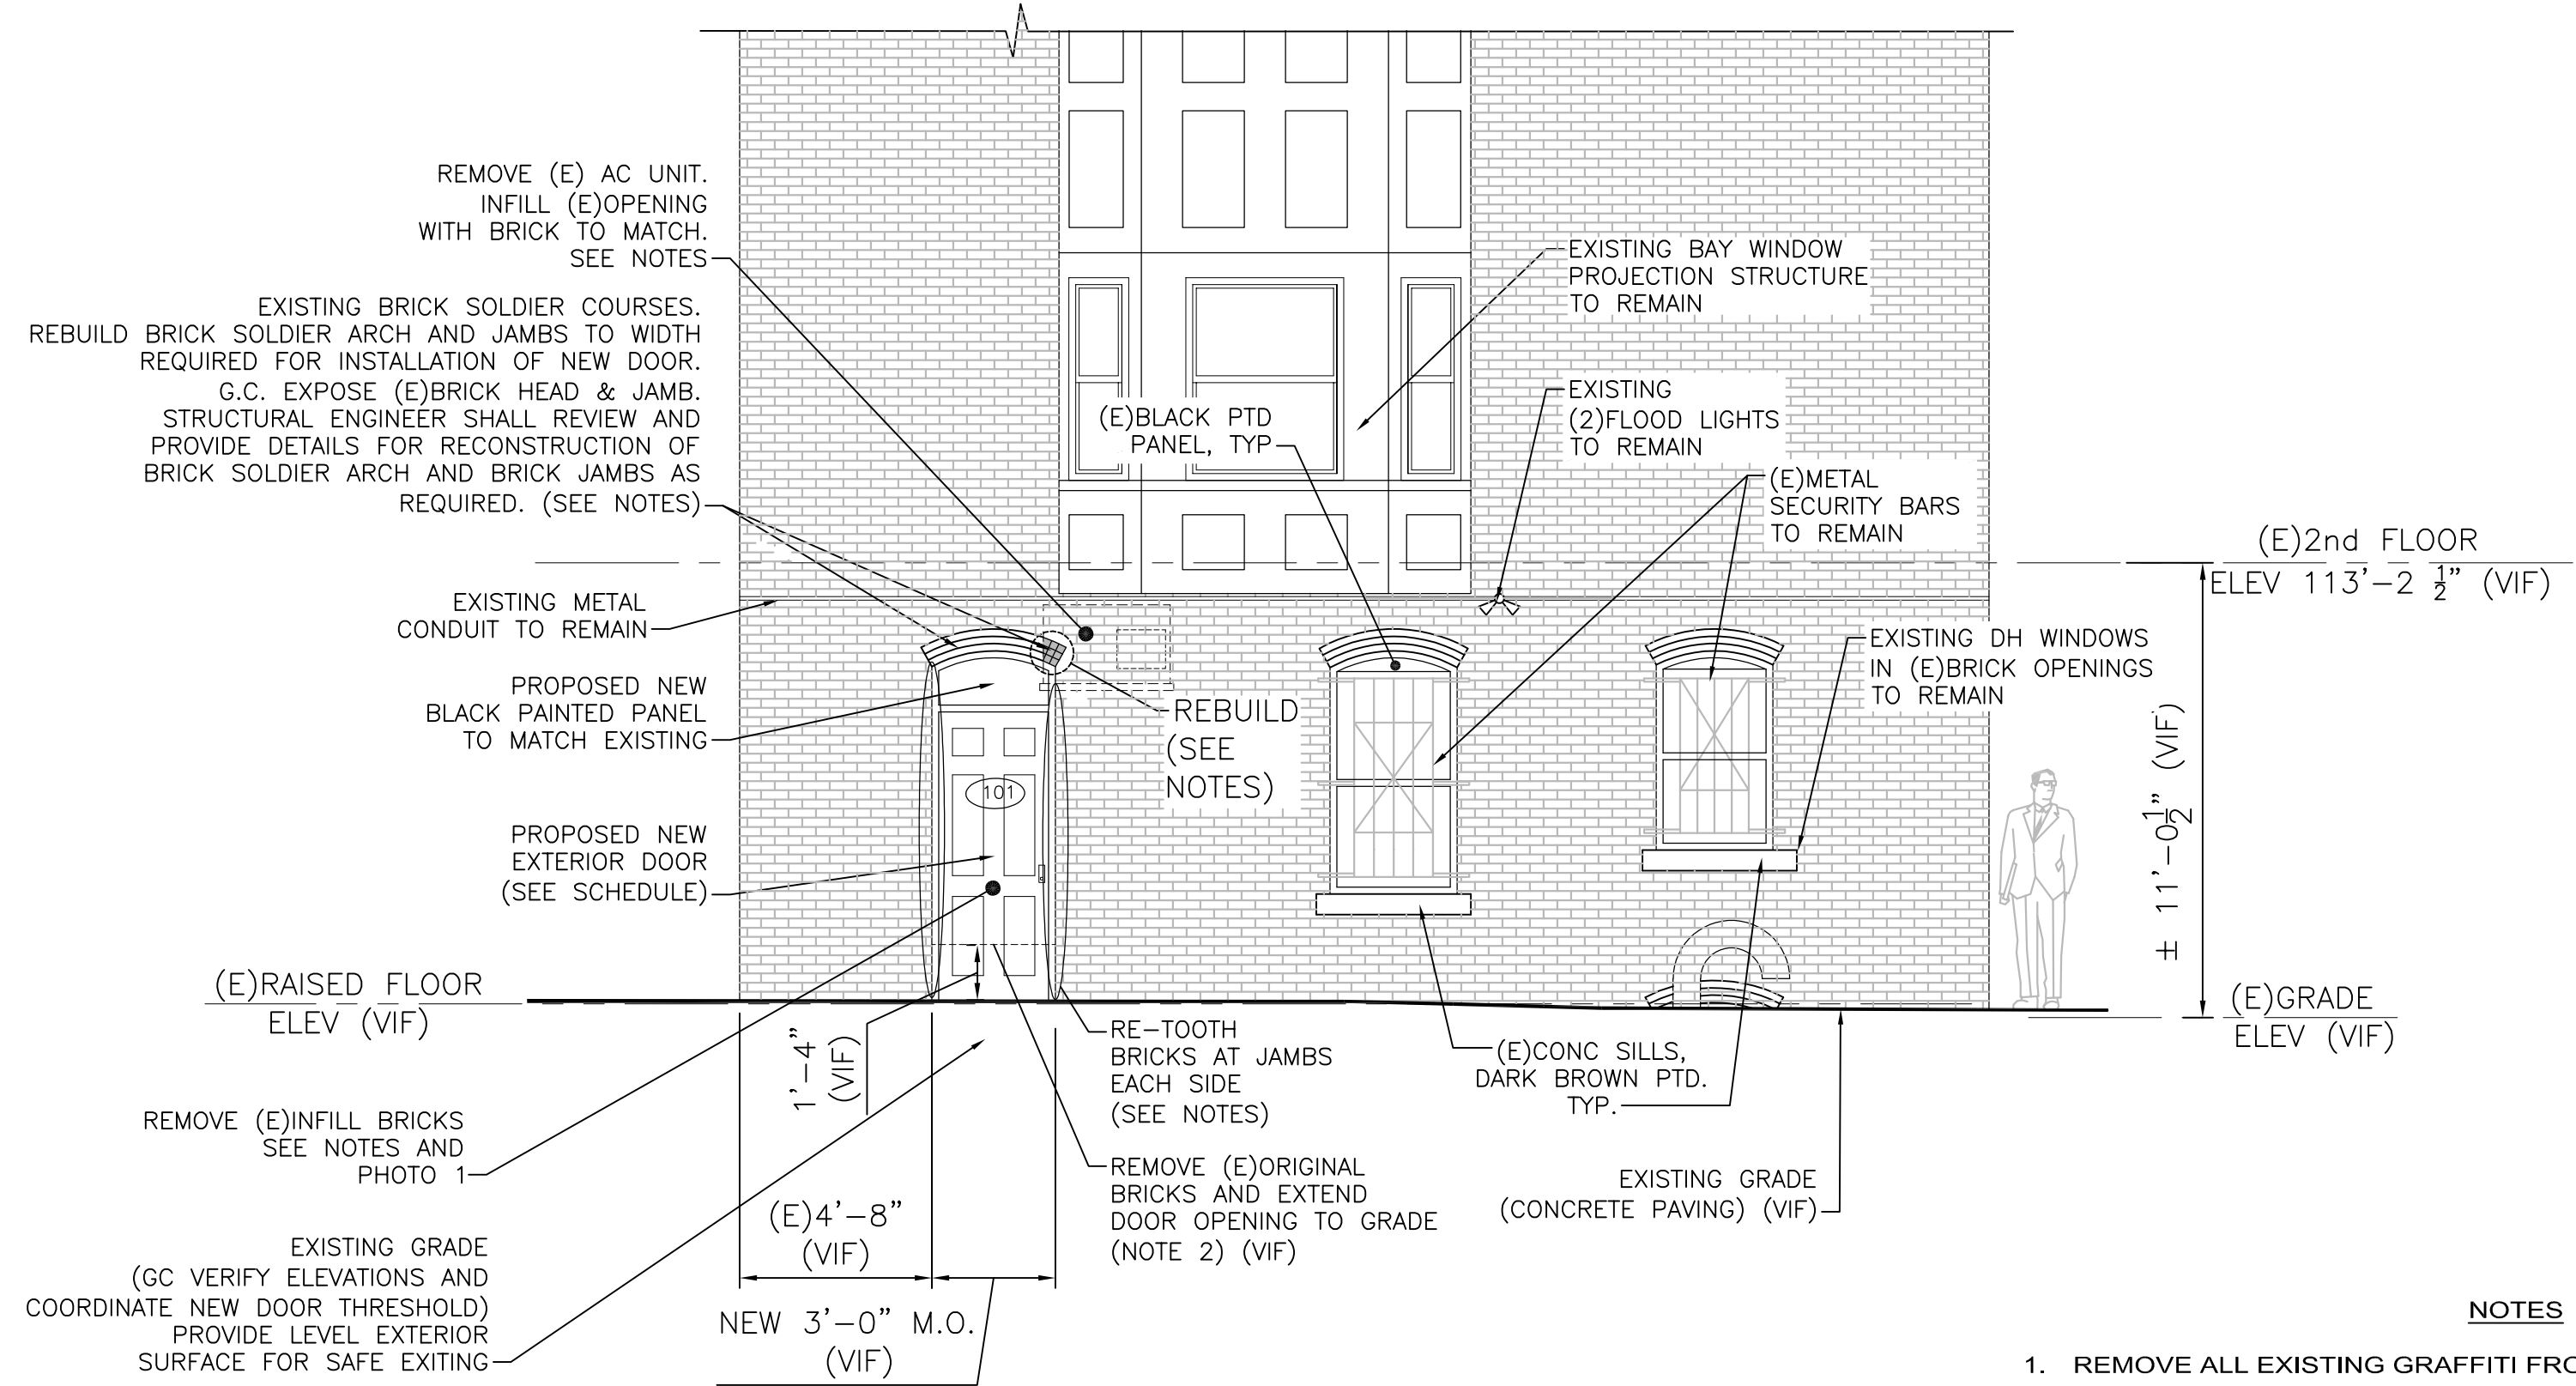 REMOVE (E) AC UNIT.
INFILL (E)OPENING
WITH BRICK TO MATCH.
SEE NOTES
EXISTING BRICK SOLDIER COURSES.
REBUILD BRICK SOLDIER ARCH AND JAMBS TO WIDTH
REQUIRED FOR INSTALLATION OF NEW DOOR.
G.C. EXPOSE (E)BRICK HEAD & JAMB.
STRUCTURAL ENGINEER SHALL REVIEW AND
PROVIDE DETAILS FOR RECONSTRUCTION OF
BRICK SOLDIER ARCH AND BRICK JAMBS AS
REQUIRED. (SEE NOTES)
EXISTING METAL
CONDUIT TO REMAIN
PROPOSED NEW
BLACK PAINTED PANEL
TO MATCH EXISTING
PROPOSED NEW
EXTERIOR DOOR
(SEE SCHEDULE)
(E)RAISED FLOOR
ELEV (VIF)
REMOVE (E)INFILL BRICKS
SEE NOTES AND
PHOTO 1
EXISTING GRADE
(GC VERIFY ELEVATIONS AND
COORDINATE NEW DOOR THRESHOLD)
PROVIDE LEVEL EXTERIOR
SURFACE FOR SAFE EXITING
(E)BLACK PTD
PANEL, TYP
101
REBUILD
(SEE
NOTES)
1'-4"
(VIF)
(E)4'-8"
(VIF)
NEW 3'-0" M.O.
(VIF)
RE-TOOTH
BRICKS AT JAMBS
EACH SIDE
(SEE NOTES)
REMOVE (E)ORIGINAL
BRICKS AND EXTEND
DOOR OPENING TO GRADE
(NOTE 2) (VIF)
EXISTING BAY WINDOW
PROJECTION STRUCTURE
TO REMAIN
EXISTING
(2)FLOOD LIGHTS
TO REMAIN
(E)METAL
SECURITY BARS
TO REMAIN
EXISTING DH WINDOWS
IN (E)BRICK OPENINGS
TO REMAIN
(E)CONC SILLS,
DARK BROWN PTD.
TYP.
EXISTING GRADE
(CONCRETE PAVING) (VIF)
(E)2nd FLOOR
ELEV 113'-2 ½" (VIF)
± 11'-0½" (VIF)
(E)GRADE
ELEV (VIF)
NOTES
1. REMOVE ALL EXISTING GRAFFITI FRO